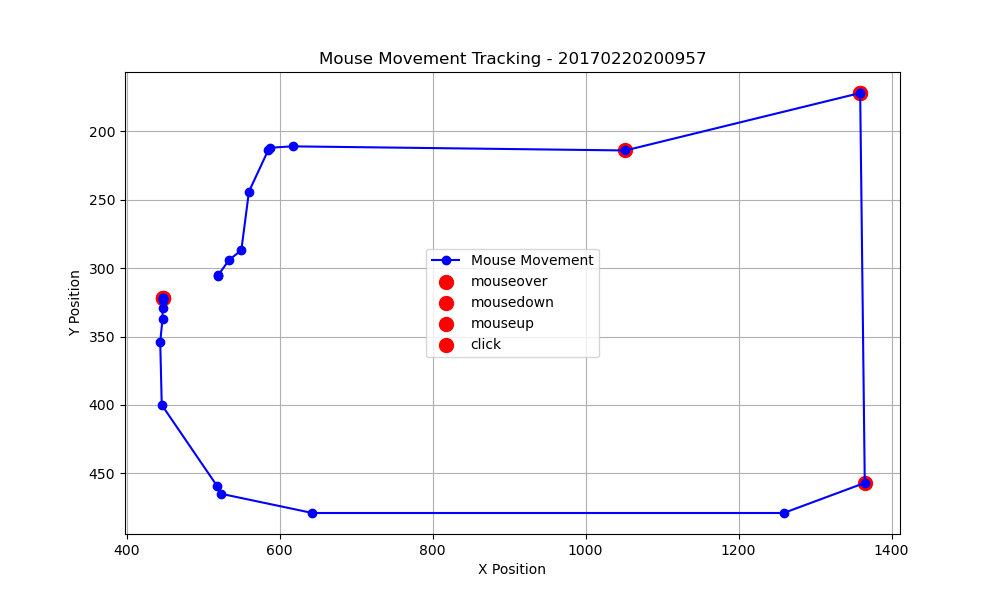 Mouse Movement Tracking - 20170220200957
200
250
300
350
400
450
Y Position
Mouse Movement
mouseover
mousedown
mouseup
click
400 600 800 1000 1200 1400
X Position